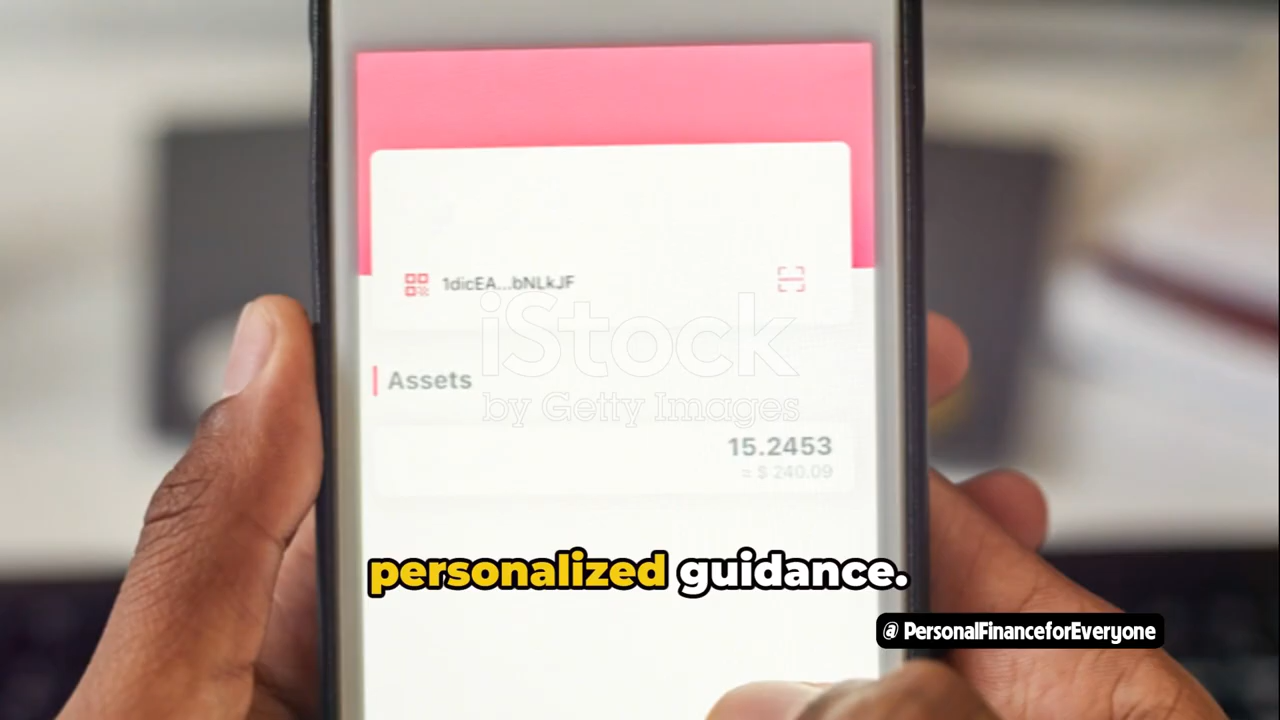 1dicEA...bNLkJF
iStock
by Getty Images
Assets
15.2453
≈ $ 240.09
personalized guidance.
@ PersonalFinanceforEveryone